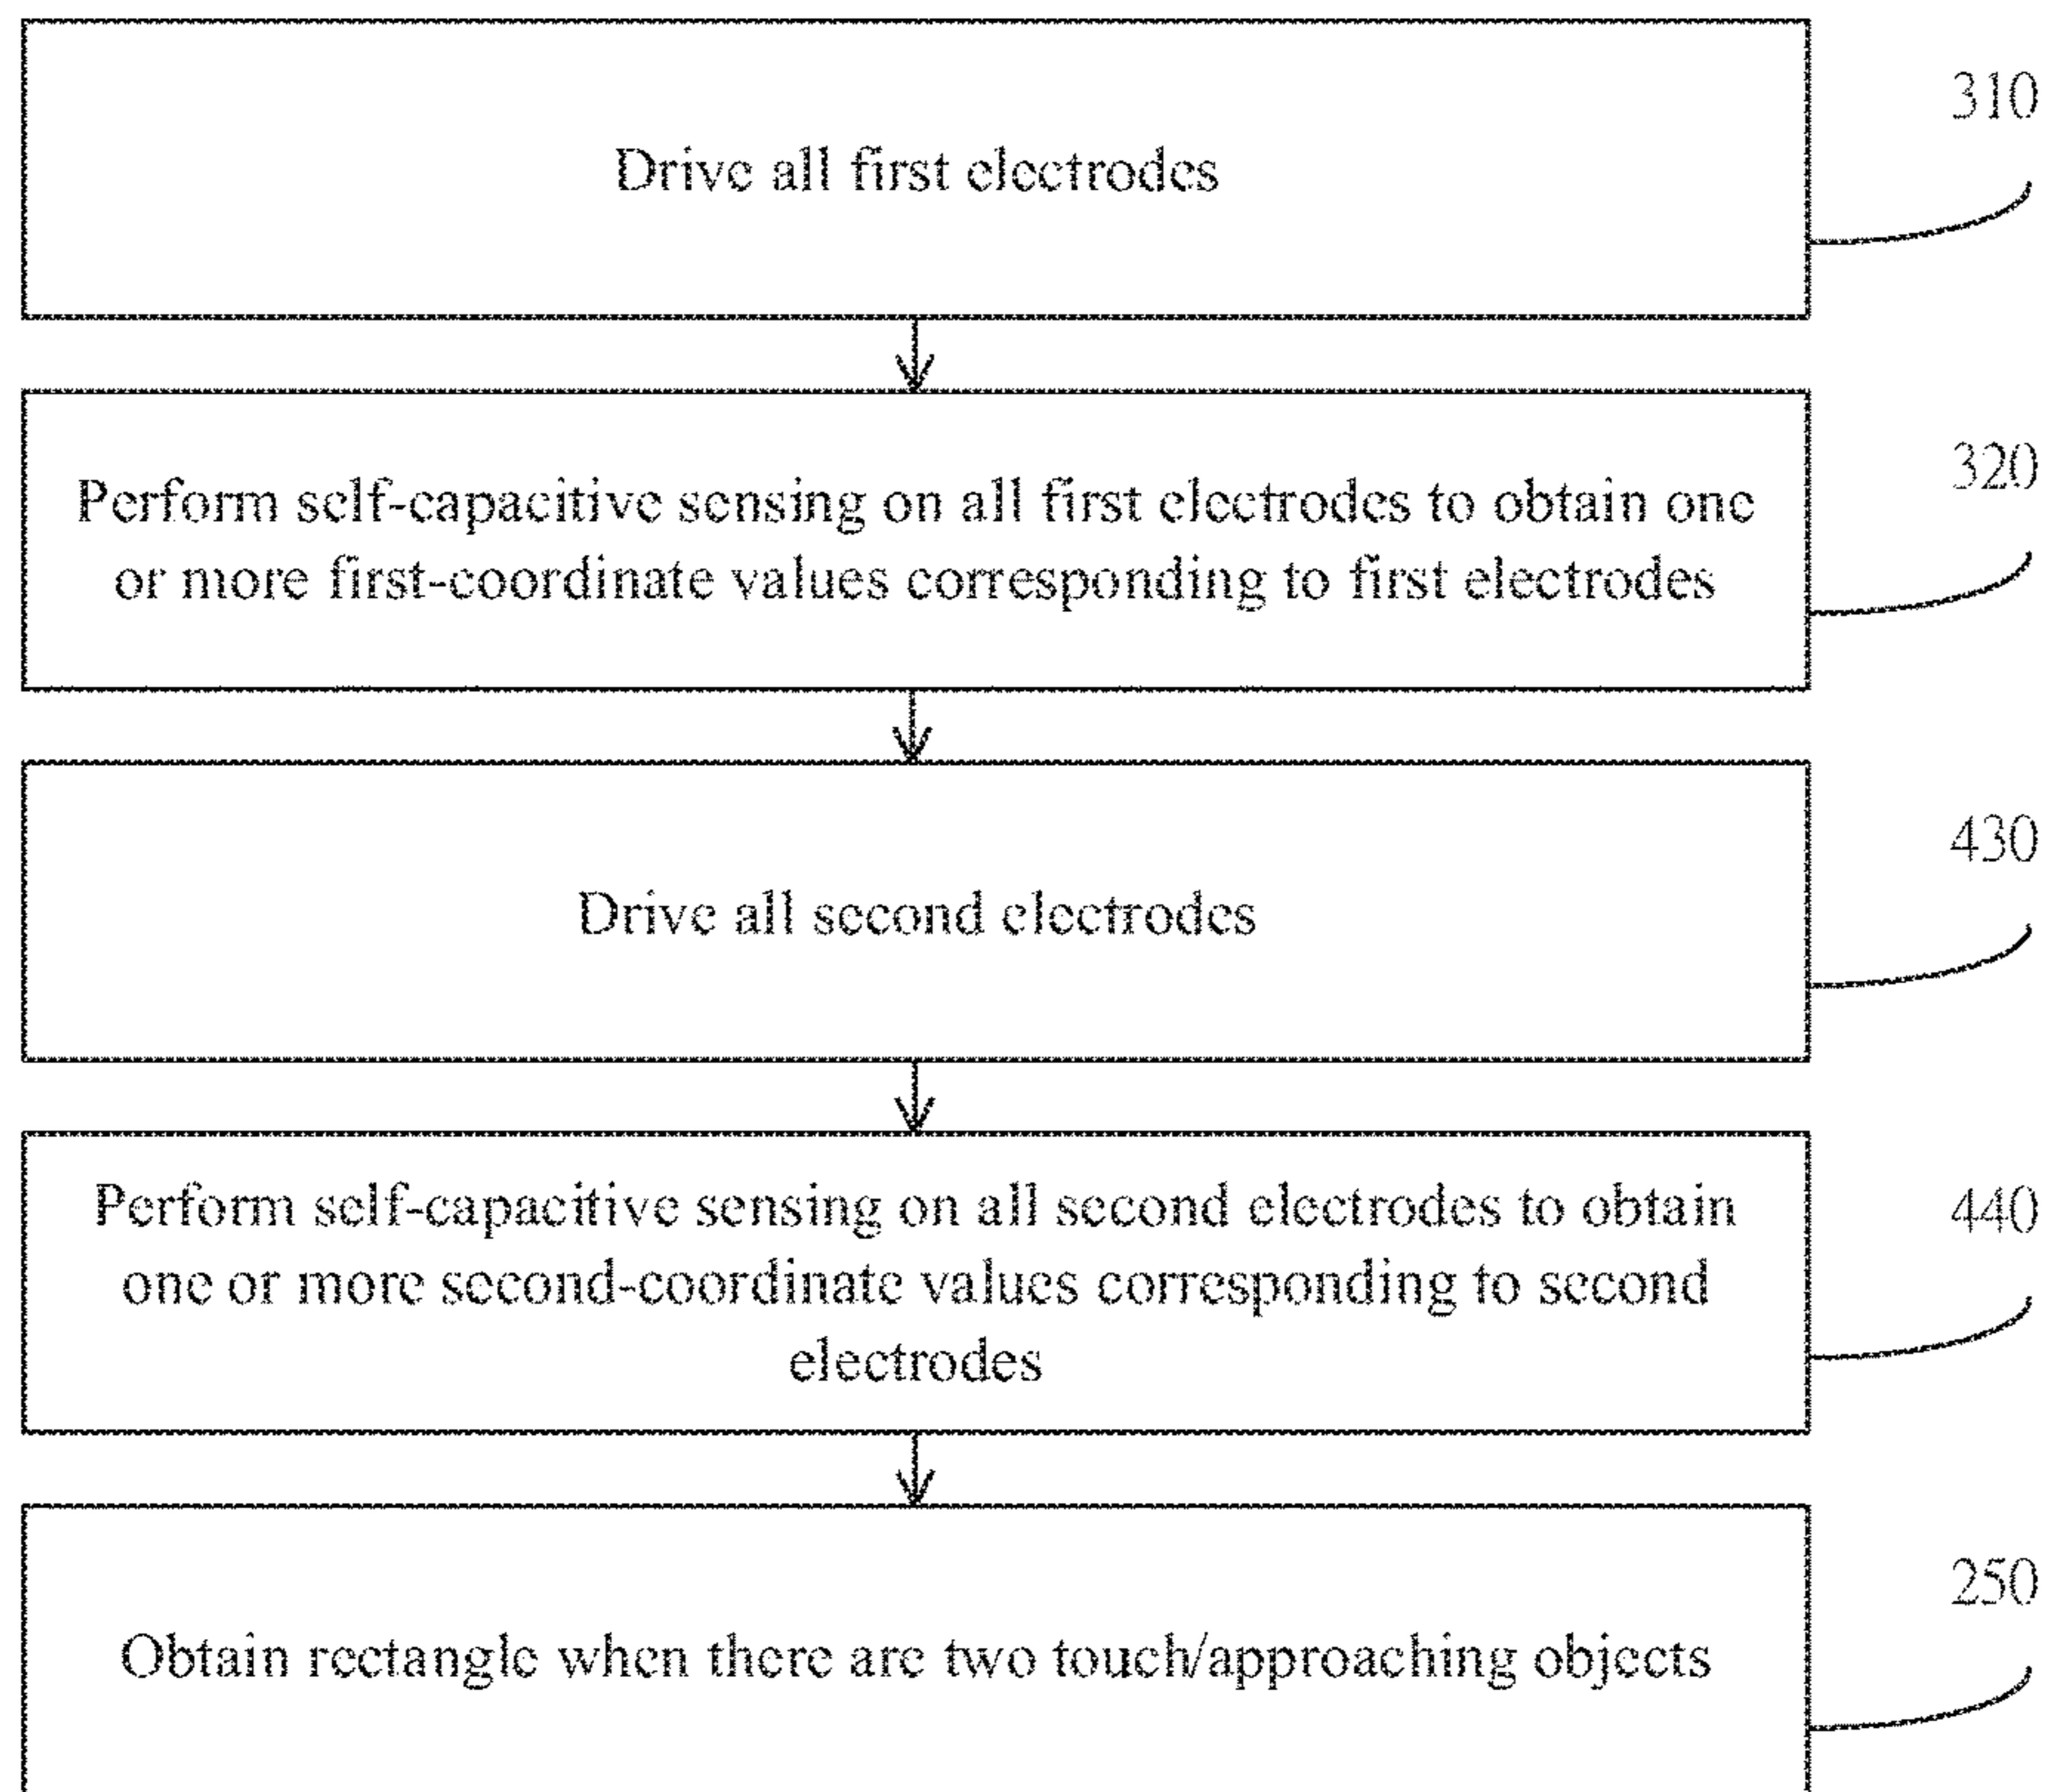 310
Drive all first electrodes
320
Perform self-capacitive sensing on all first electrodes to obtain one
or more first-coordinate values corresponding to first electrodes
430
Drive all second electrodes
440
Perform self-capacitive sensing on all second electrodes to obtain
one or more second-coordinate values corresponding to second
electrodes
250
Obtain rectangle when there are two touch/approaching objects